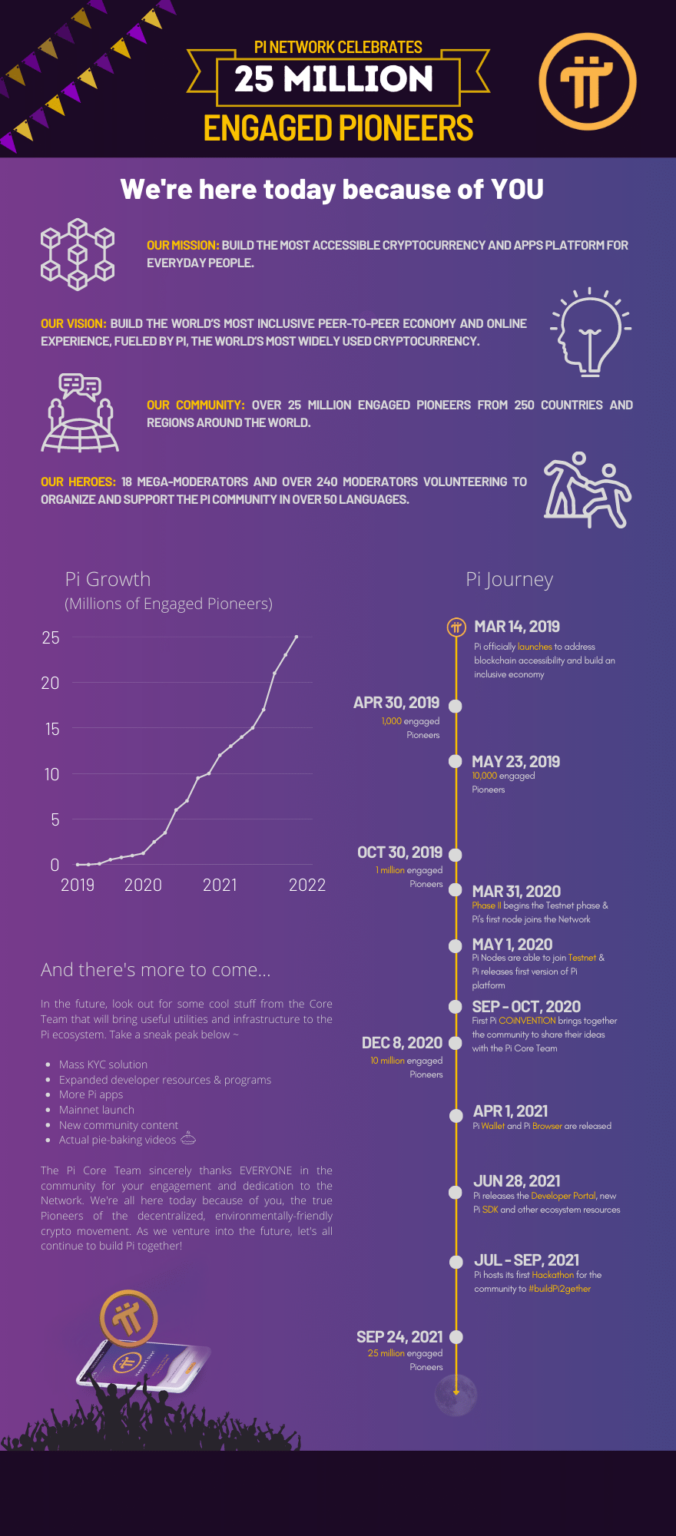 PI NETWORK CELEBRATES
25 MILLION
ENGAGED PIONEERS
We're here today because of YOU
OUR MISSION: BUILD THE MOST ACCESSIBLE CRYPTOCURRENCY AND APPS PLATFORM FOR
EVERYDAY PEOPLE.
OUR VISION: BUILD THE WORLD'S MOST INCLUSIVE PEER-TO-PEER ECONOMY AND ONLINE
EXPERIENCE, FUELED BY PI, THE WORLD'S MOST WIDELY USED CRYPTOCURRENCY.
OUR COMMUNITY: OVER 25 MILLION ENGAGED PIONEERS FROM 250 COUNTRIES AND
REGIONS AROUND THE WORLD.
OUR HEROES: 18 MEGA-MODERATORS AND OVER 240 MODERATORS VOLUNTEERING TO
ORGANIZE AND SUPPORT THE PI COMMUNITY IN OVER 50 LANGUAGES.
Pi Growth
(Millions of Engaged Pioneers)
25
20
15
10
5
0
2019 2020 2021 2022
And there's more to come...
In the future, look out for some cool stuff from the Core
Team that will bring useful utilities and infrastructure to the
Pi ecosystem. Take a sneak peak below ~
• Mass KYC solution
• Expanded developer resources & programs
• More Pi apps
• Mainnet launch
• New community content
• Actual pie-baking videos
The Pi Core Team sincerely thanks EVERYONE in the
community for your engagement and dedication to the
Network. We're all here today because of you, the true
Pioneers of the decentralized, environmentally-friendly
crypto movement. As we venture into the future, let's all
continue to build Pi together!
Pi Journey
MAR 14, 2019
Pi officially launches to address
blockchain accessibility and build an
inclusive economy
APR 30, 2019
1,000 engaged
Pioneers
MAY 23, 2019
10,000 engaged
Pioneers
OCT 30, 2019
1 million engaged
Pioneers
MAR 31, 2020
Phase II begins the Testnet phase &
Pi's first node joins the Network
MAY 1, 2020
Pi Nodes are able to join Testnet &
Pi releases first version of Pi
platform
SEP - OCT, 2020
First Pi COiNVENTION brings together
the community to share their ideas
with the Pi Core Team
DEC 8, 2020
10 million engaged
Pioneers
APR 1, 2021
Pi Wallet and Pi Browser are released
JUN 28, 2021
Pi releases the Developer Portal, new
Pi SDK and other ecosystem resources
JUL - SEP, 2021
Pi hosts its first Hackathon for the
community to #buildPi2gether
SEP 24, 2021
25 million engaged
Pioneers